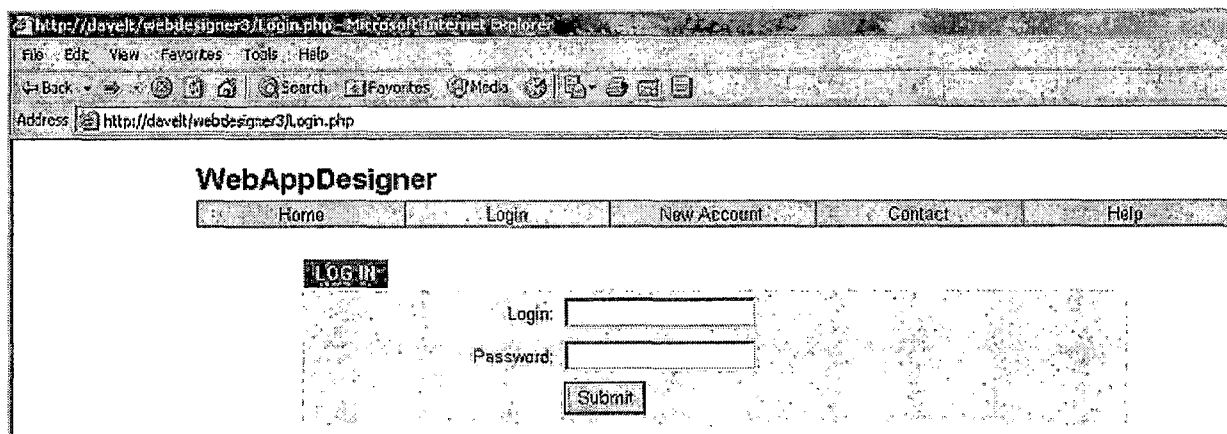 http://davelt/webdesigner3/Login.php - Microsoft Internet Explorer
File Edit View Favorites Tools Help
Back Search Favorites Media
Address http://davelt/webdesigner3/Login.php
WebAppDesigner
Home Login New Account Contact Help
LOG IN
Login:
Password:
Submit